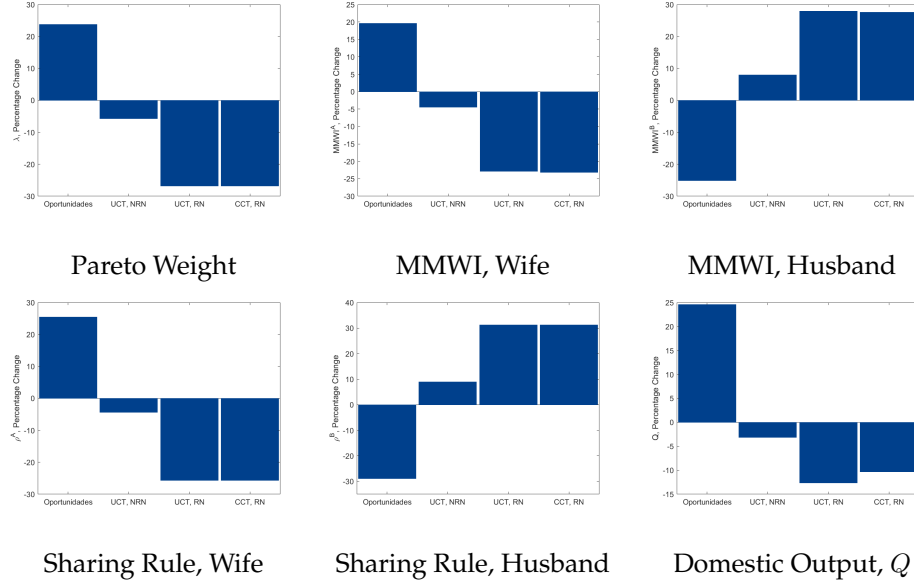 30
20
10
0
-10
-20
-30
λ, Percentage Change
Oportunidades UCT, NRN UCT, RN CCT, RN
Pareto Weight
25
20
15
10
5
0
-5
-10
-15
-20
-25
-30
MMWI^A, Percentage Change
Oportunidades UCT, NRN UCT, RN CCT, RN
MMWI, Wife
30
20
10
0
-10
-20
-30
MMWI^B, Percentage Change
Oportunidades UCT, NRN UCT, RN CCT, RN
MMWI, Husband
30
20
10
0
-10
-20
-30
ρ^A, Percentage Change
Oportunidades UCT, NRN UCT, RN CCT, RN
Sharing Rule, Wife
40
30
20
10
0
-10
-20
-30
ρ^B, Percentage Change
Oportunidades UCT, NRN UCT, RN CCT, RN
Sharing Rule, Husband
25
20
15
10
5
0
-5
-10
-15
Q, Percentage Change
Oportunidades UCT, NRN UCT, RN CCT, RN
Domestic Output, Q